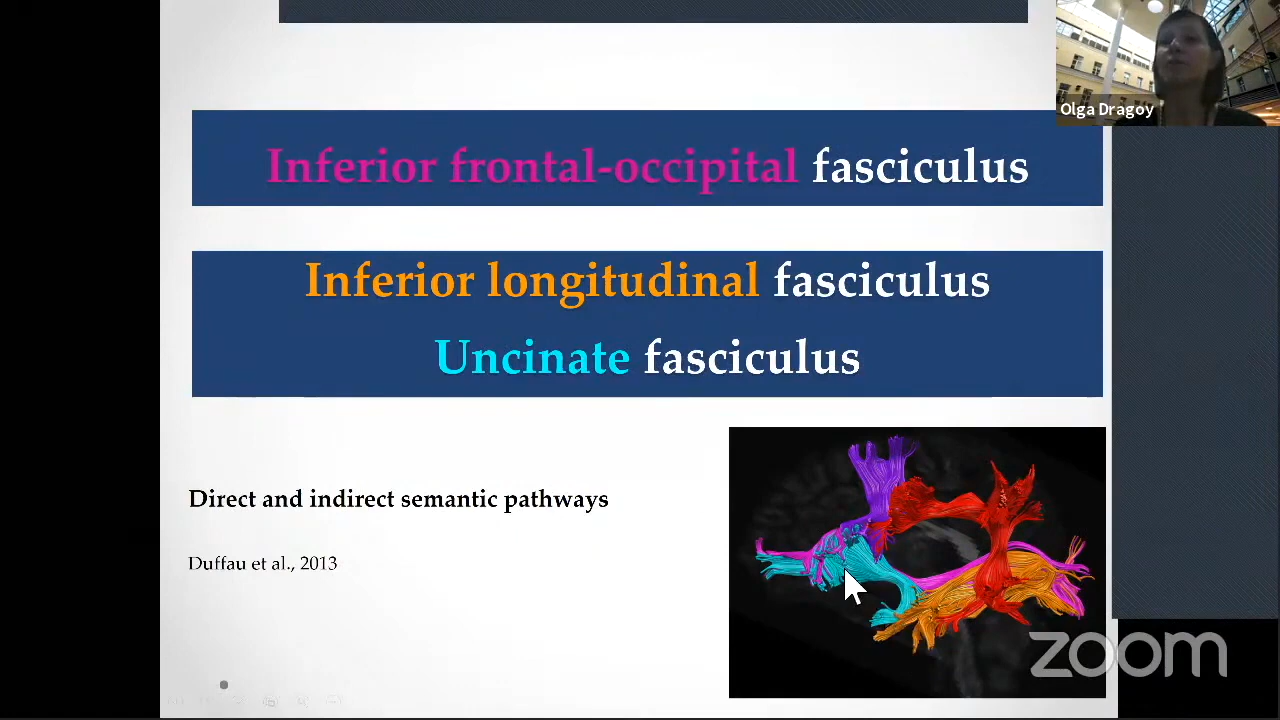 Olga Dragoy
Inferior frontal-occipital fasciculus
Inferior longitudinal fasciculus
Uncinate fasciculus
Direct and indirect semantic pathways
Duffau et al., 2013
zoom